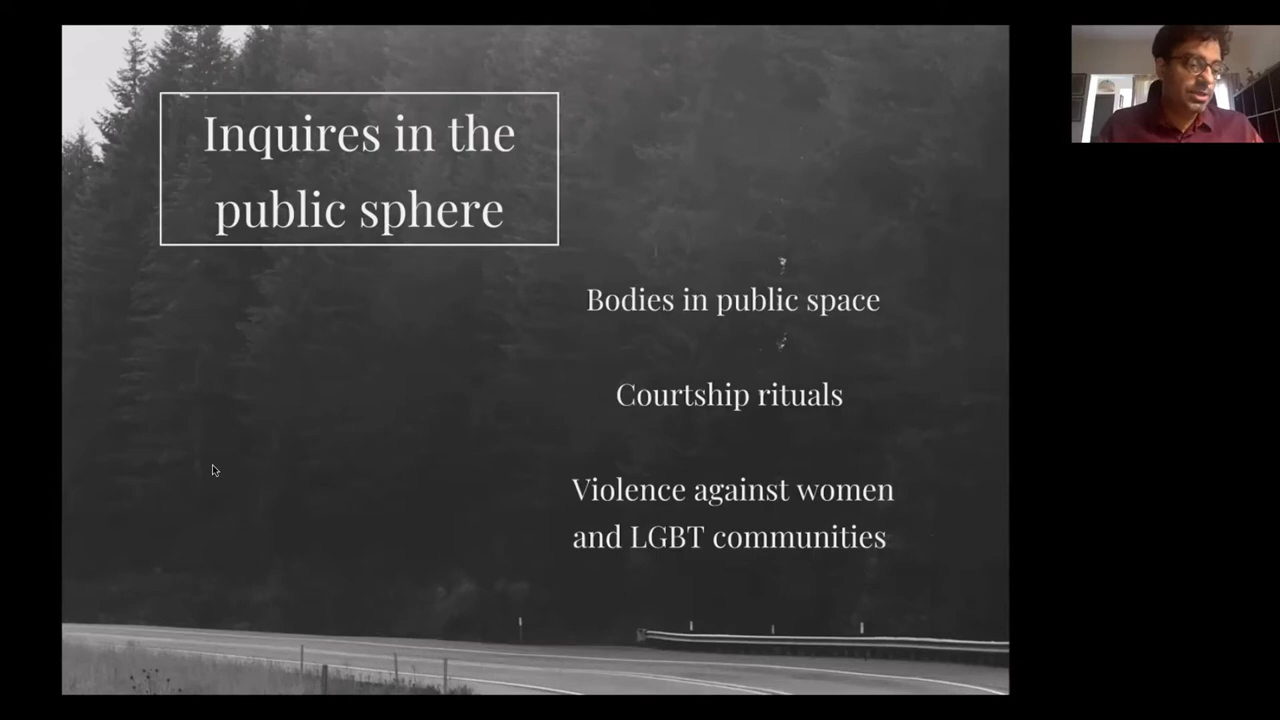 Inquires in the
public sphere
Bodies in public space
Courtship rituals
Violence against women
and LGBT communities